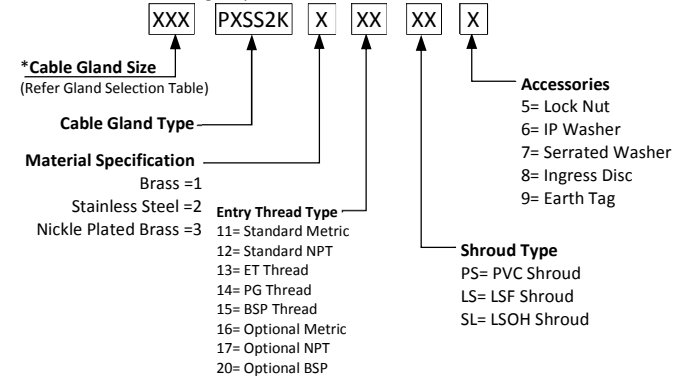 XXX PXSS2K X XX XX X
*Cable Gland Size
(Refer Gland Selection Table)
Cable Gland Type
Material Specification
Brass =1
Stainless Steel =2
Nickle Plated Brass =3
Entry Thread Type
11= Standard Metric
12= Standard NPT
13= ET Thread
14= PG Thread
15= BSP Thread
16= Optional Metric
17= Optional NPT
20= Optional BSP
Shroud Type
PS= PVC Shroud
LS= LSF Shroud
SL= LSOH Shroud
Accessories
5= Lock Nut
6= IP Washer
7= Serrated Washer
8= Ingress Disc
9= Earth Tag